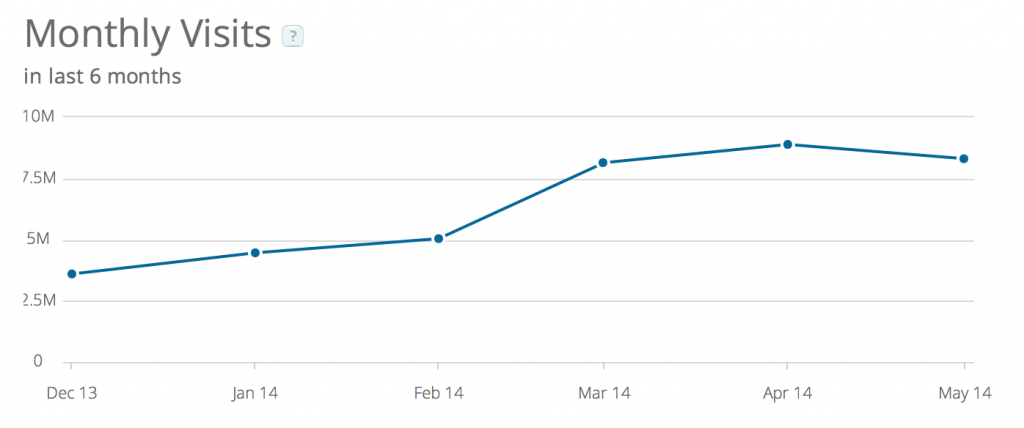 Monthly Visits ?
in last 6 months
10M
7.5M
5M
2.5M
0
Dec 13 Jan 14 Feb 14 Mar 14 Apr 14 May 14